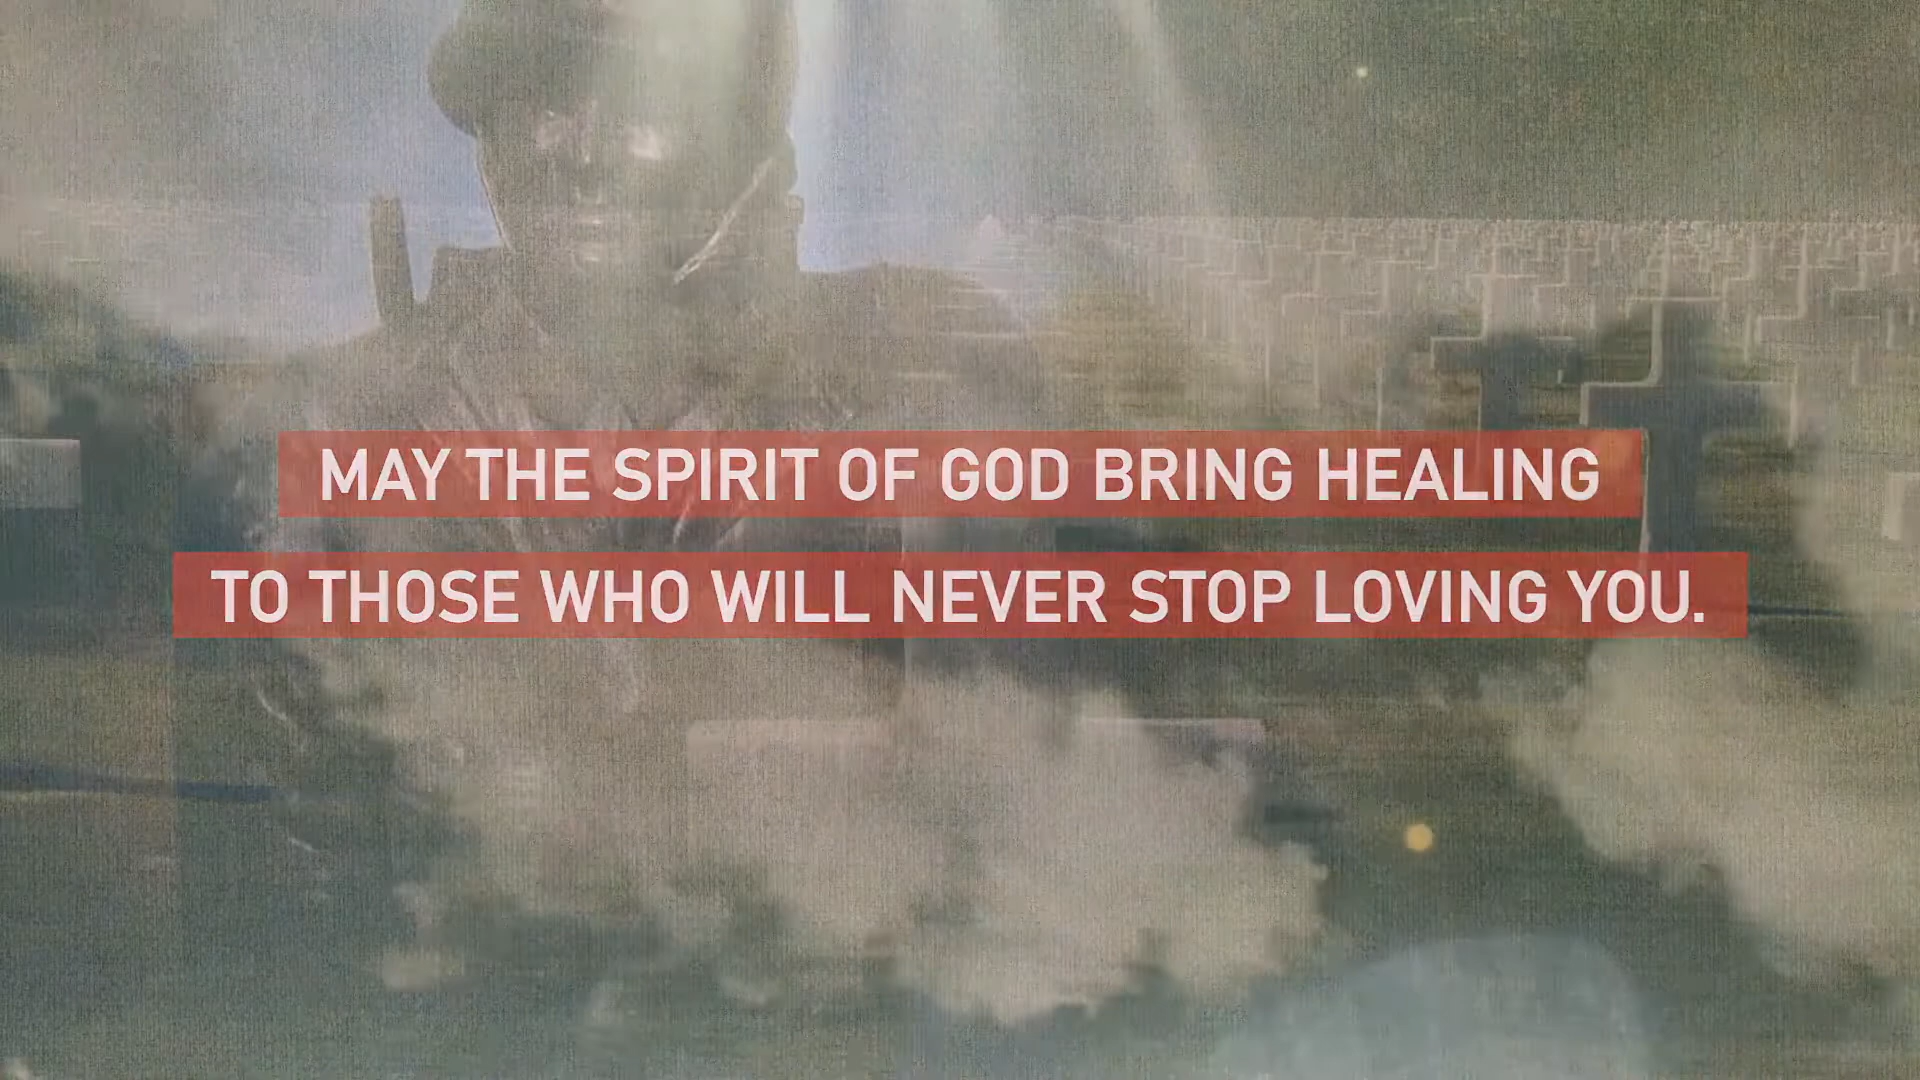 MAY THE SPIRIT OF GOD BRING HEALING
TO THOSE WHO WILL NEVER STOP LOVING YOU.